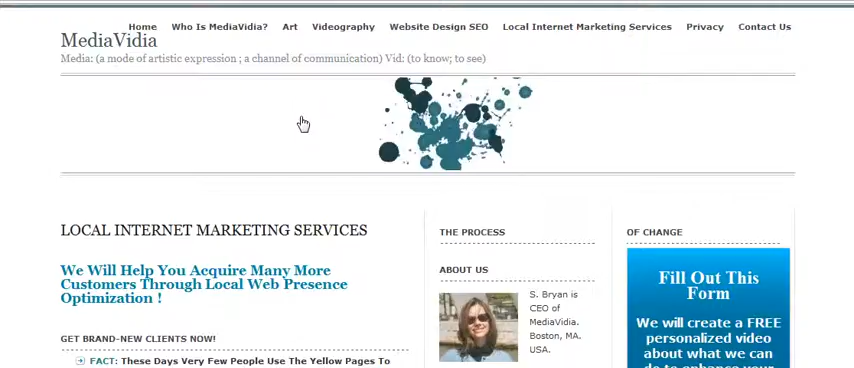 Home Who Is MediaVidia? Art Videography Website Design SEO Local Internet Marketing Services Privacy Contact Us
MediaVidia
Media: (a mode of artistic expression ; a channel of communication) Vid: (to know; to see)
LOCAL INTERNET MARKETING SERVICES
We Will Help You Acquire Many More
Customers Through Local Web Presence
Optimization !
GET BRAND-NEW CLIENTS NOW!
FACT: These Days Very Few People Use The Yellow Pages To
THE PROCESS
ABOUT US
S. Bryan is
CEO of
MediaVidia.
Boston, MA.
USA.
OF CHANGE
Fill Out This
Form
We will create a FREE
personalized video
about what we can
do to enhance your